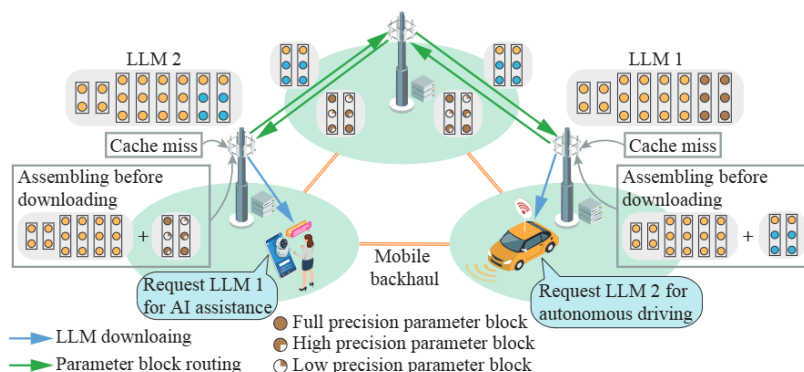 LLM 2
LLM 1
Cache miss
Cache miss
Assembling before
downloading
+
Assembling before
downloading
+
Mobile
backhaul
Request LLM 1
for AI assistance
Request LLM 2 for
autonomous driving
LLM downloaing
Parameter block routing
Full precision parameter block
High precision parameter block
Low precision parameter block